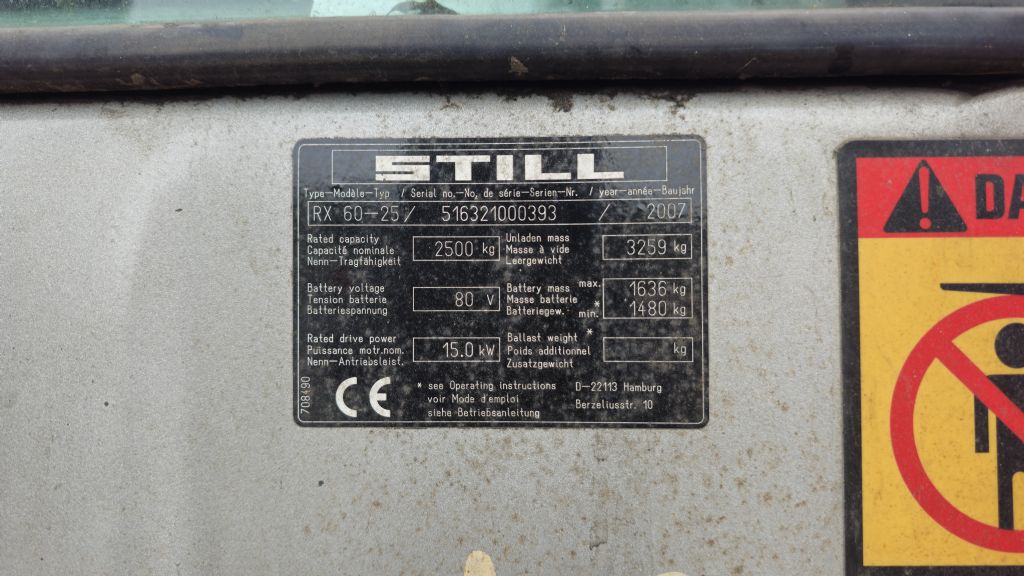 STILL
Type-Modèle-Typ / Serial no.-No. de série-Serien-Nr. / year-année-Baujahr
RX 60-25 / 516321000393 / 2007
Rated capacity
Capacité nominale
Nenn-Tragfähigkeit
2500 kg
Unladen mass
Masse à vide
Leergewicht
3259 kg
Battery voltage
Tension batterie
Batteriespannung
80 V
Battery mass max.
Masse batterie *
Batteriegew. min.
1636 kg
1480 kg
Rated drive power
Puissance motr.nom.
Nenn-Antriebsleist.
15.0 kW
Ballast weight *
Poids additionnel
Zusatzgewicht
kg
708490
CE
* see Operating instructions
voir Mode d'emploi
siehe Betriebsanleitung
D-22113 Hamburg
Berzeliusstr. 10
DA